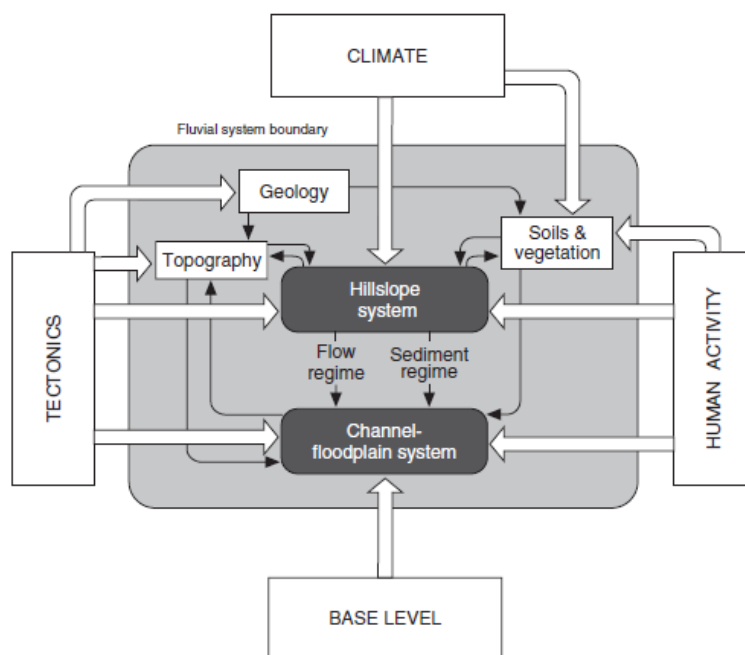 CLIMATE
Fluvial system boundary
Geology
Soils &
vegetation
Topography
Hillslope
system
Flow
regime
Sediment
regime
Channel-
floodplain system
TECTONICS
HUMAN ACTIVITY
BASE LEVEL